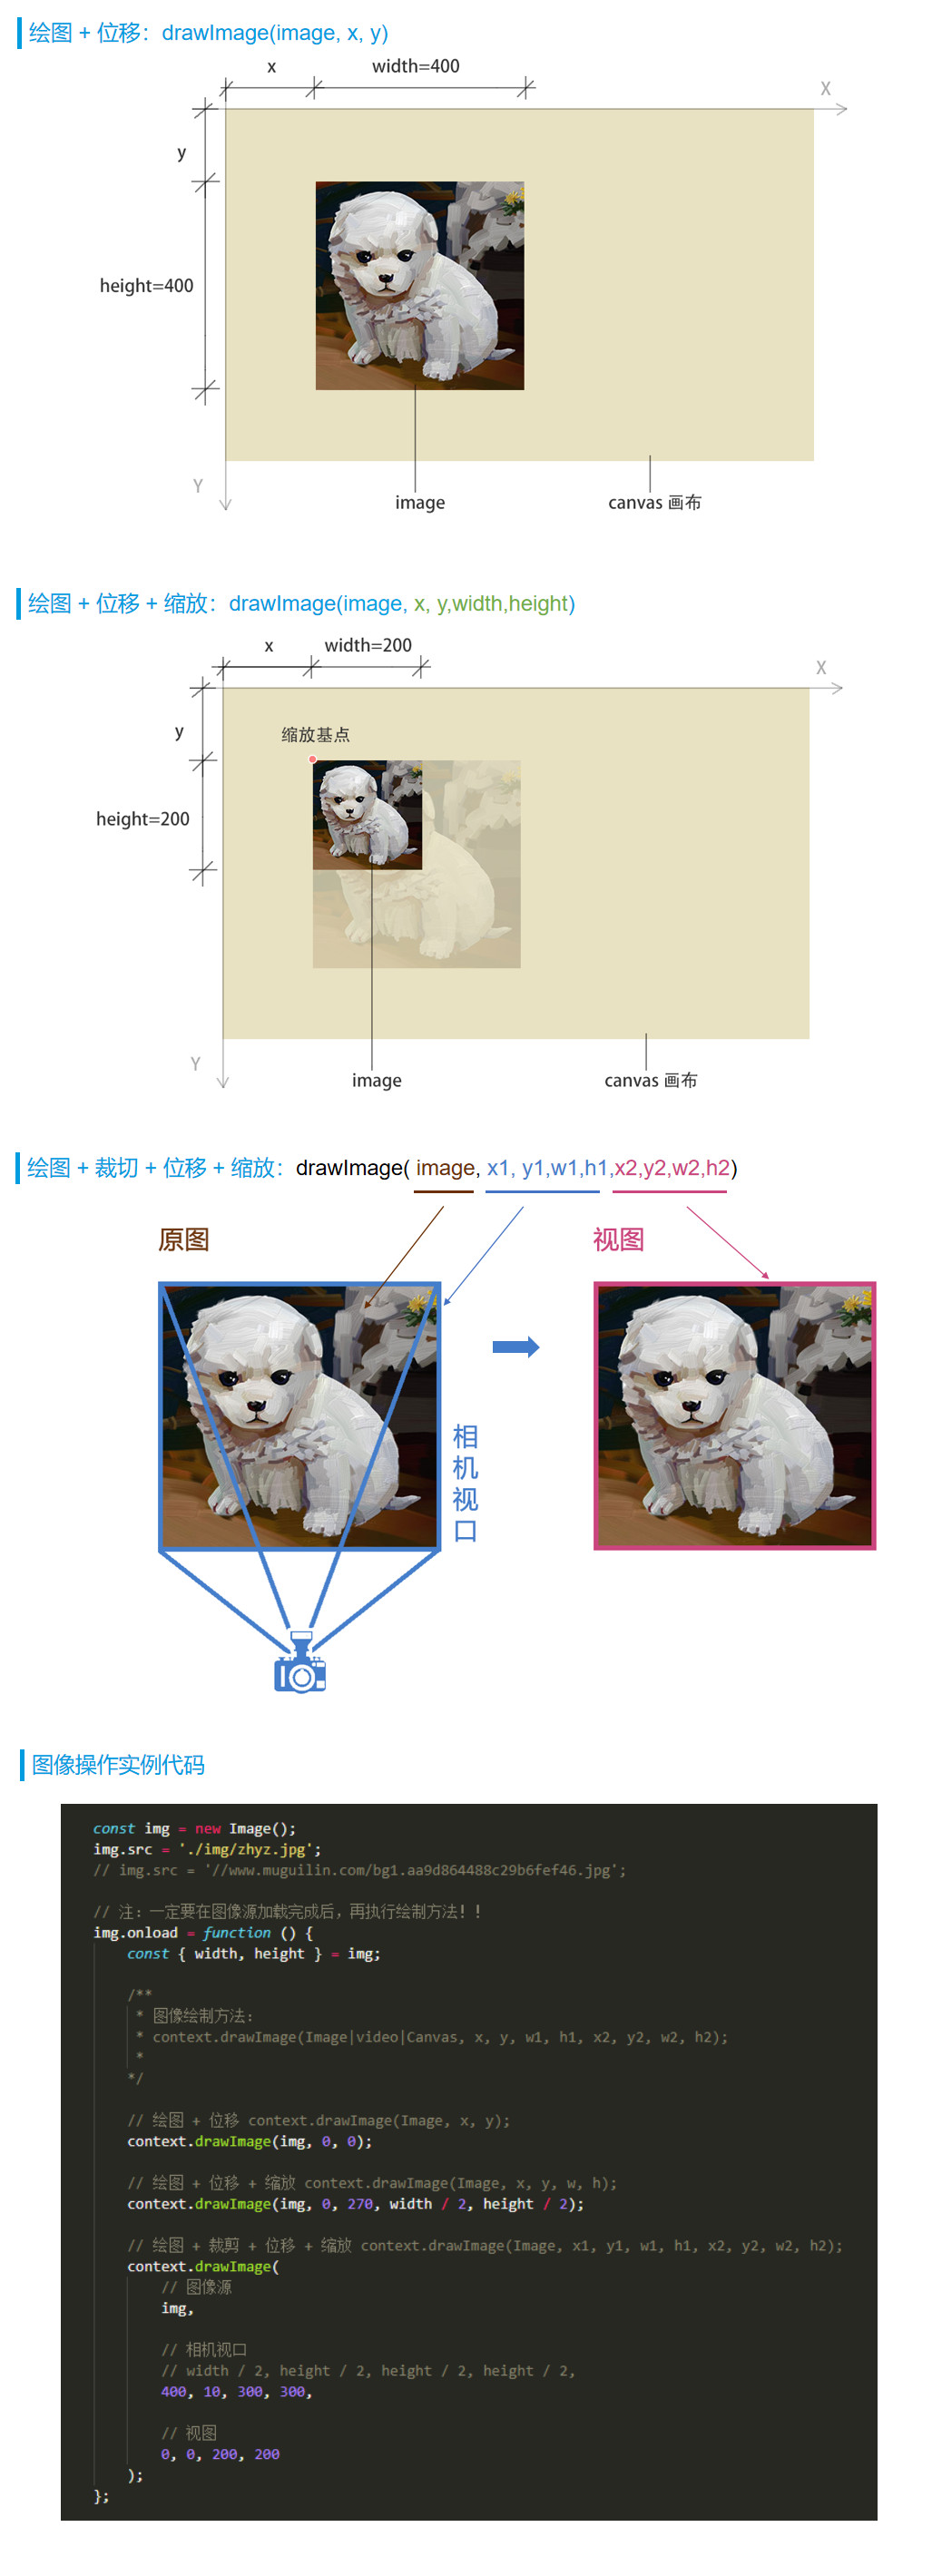 绘图 + 位移：drawImage(image, x, y)
x
width=400
X
y
height=400
Y
image
canvas 画布
绘图 + 位移 + 缩放：drawImage(image, x, y,width,height)
x
width=200
X
y
缩放基点
height=200
Y
image
canvas 画布
绘图 + 裁切 + 位移 + 缩放：drawImage( image, x1, y1,w1,h1,x2,y2,w2,h2)
原图
视图
相机视口
图像操作实例代码
const img = new Image();
img.src = './img/zhyz.jpg';
// img.src = '//www.muguilin.com/bg1.aa9d864488c29b6fef46.jpg';
// 注：一定要在图像源加载完成后，再执行绘制方法！！
img.onload = function () {
const { width, height } = img;
/**
* 图像绘制方法：
* context.drawImage(Image|video|Canvas, x, y, w1, h1, x2, y2, w2, h2);
*
*/
// 绘图 + 位移 context.drawImage(Image, x, y);
context.drawImage(img, 0, 0);
// 绘图 + 位移 + 缩放 context.drawImage(Image, x, y, w, h);
context.drawImage(img, 0, 270, width / 2, height / 2);
// 绘图 + 裁剪 + 位移 + 缩放 context.drawImage(Image, x1, y1, w1, h1, x2, y2, w2, h2);
context.drawImage(
// 图像源
img,
// 相机视口
// width / 2, height / 2, height / 2, height / 2,
400, 10, 300, 300,
// 视图
0, 0, 200, 200
);
};